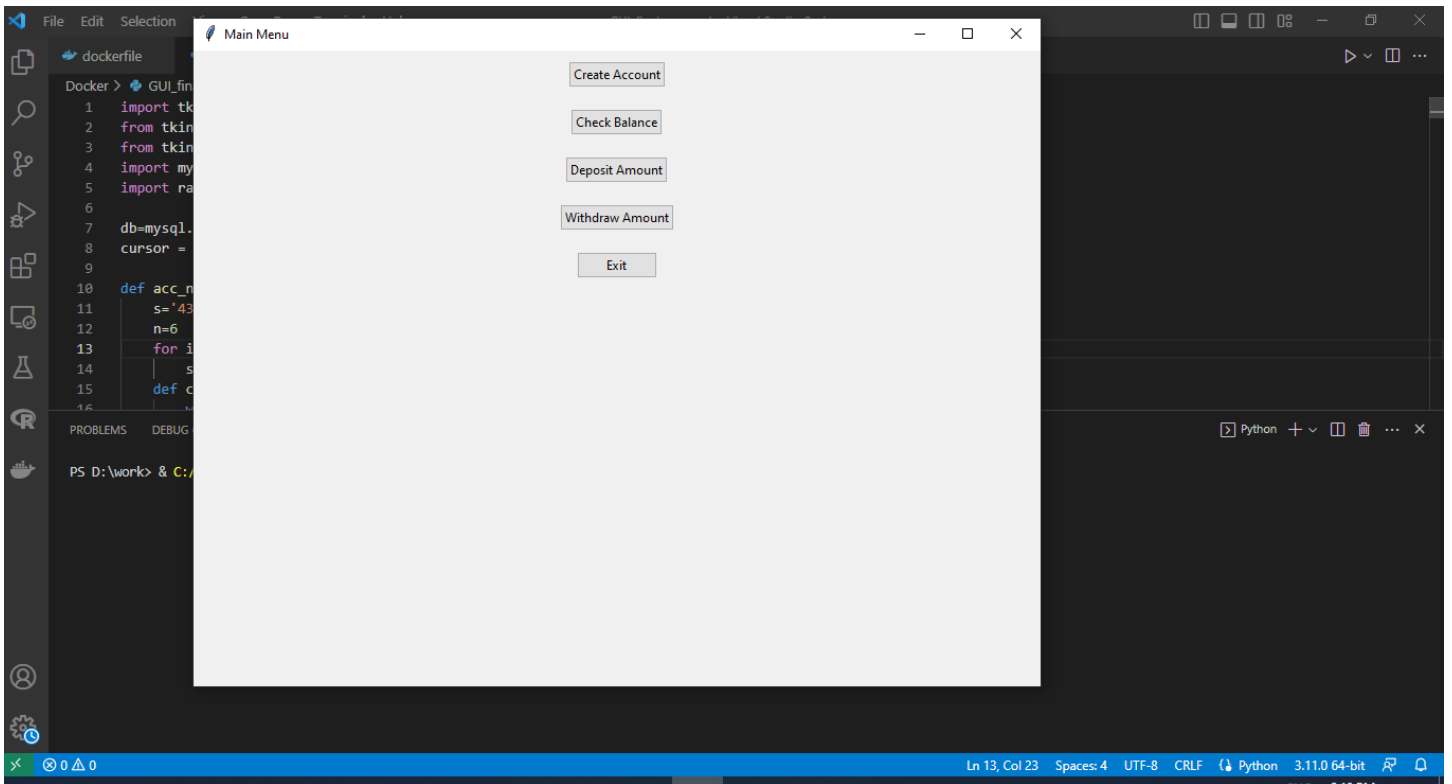 File Edit Selection
Main Menu
dockerfile
Docker > GUI_fin
1 import tk
2 from tkin
3 from tkin
4 import my
5 import ra
6
7 db=mysql.
8 cursor =
9
10 def acc_n
11 s='43
12 n=6
13 for i
14 s
15 def c
16
Create Account
Check Balance
Deposit Amount
Withdraw Amount
Exit
PROBLEMS DEBUG
Python
PS D:\work> & C:/
0 0
Ln 13, Col 23 Spaces: 4 UTF-8 CRLF Python 3.11.0 64-bit